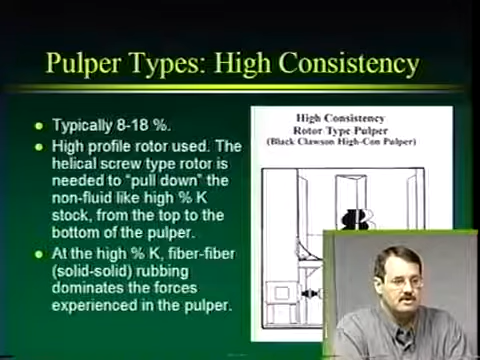 Pulper Types: High Consistency
Typically 8-18 %.
High profile rotor used. The
helical screw type rotor is
needed to "pull down" the
non-fluid like high % K
stock, from the top to the
bottom of the pulper.
At the high % K, fiber-fiber
(solid-solid) rubbing
dominates the forces
experienced in the pulper.
High Consistency
Rotor Type Pulper
(Black Clawson High-Con Pulper)